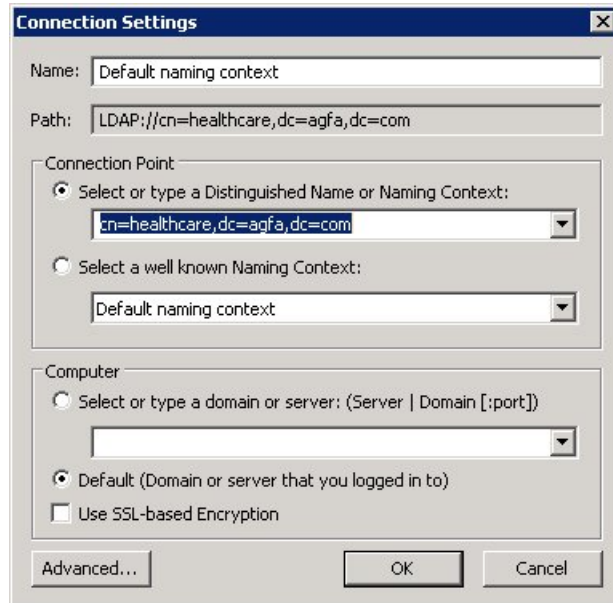 Connection Settings
Name: Default naming context
Path: LDAP://cn=healthcare,dc=agfa,dc=com
Connection Point
Select or type a Distinguished Name or Naming Context:
cn=healthcare,dc=agfa,dc=com
Select a well known Naming Context:
Default naming context
Computer
Select or type a domain or server: (Server | Domain [:port])
Default (Domain or server that you logged in to)
Use SSL-based Encryption
Advanced... OK Cancel